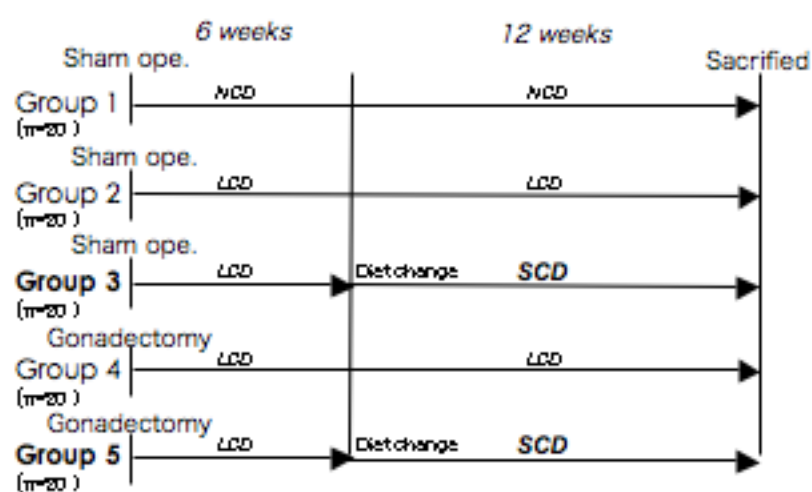 6 weeks 12 weeks
Sham ope. Sacrified
Group 1 NCD NCD
(n=20)
Sham ope.
Group 2 LCD LCD
(n=20)
Sham ope.
Group 3 LCD Diet change SCD
(n=20)
Gonadectomy
Group 4 LCD LCD
(n=20)
Gonadectomy
Group 5 LCD Diet change SCD
(n=20)